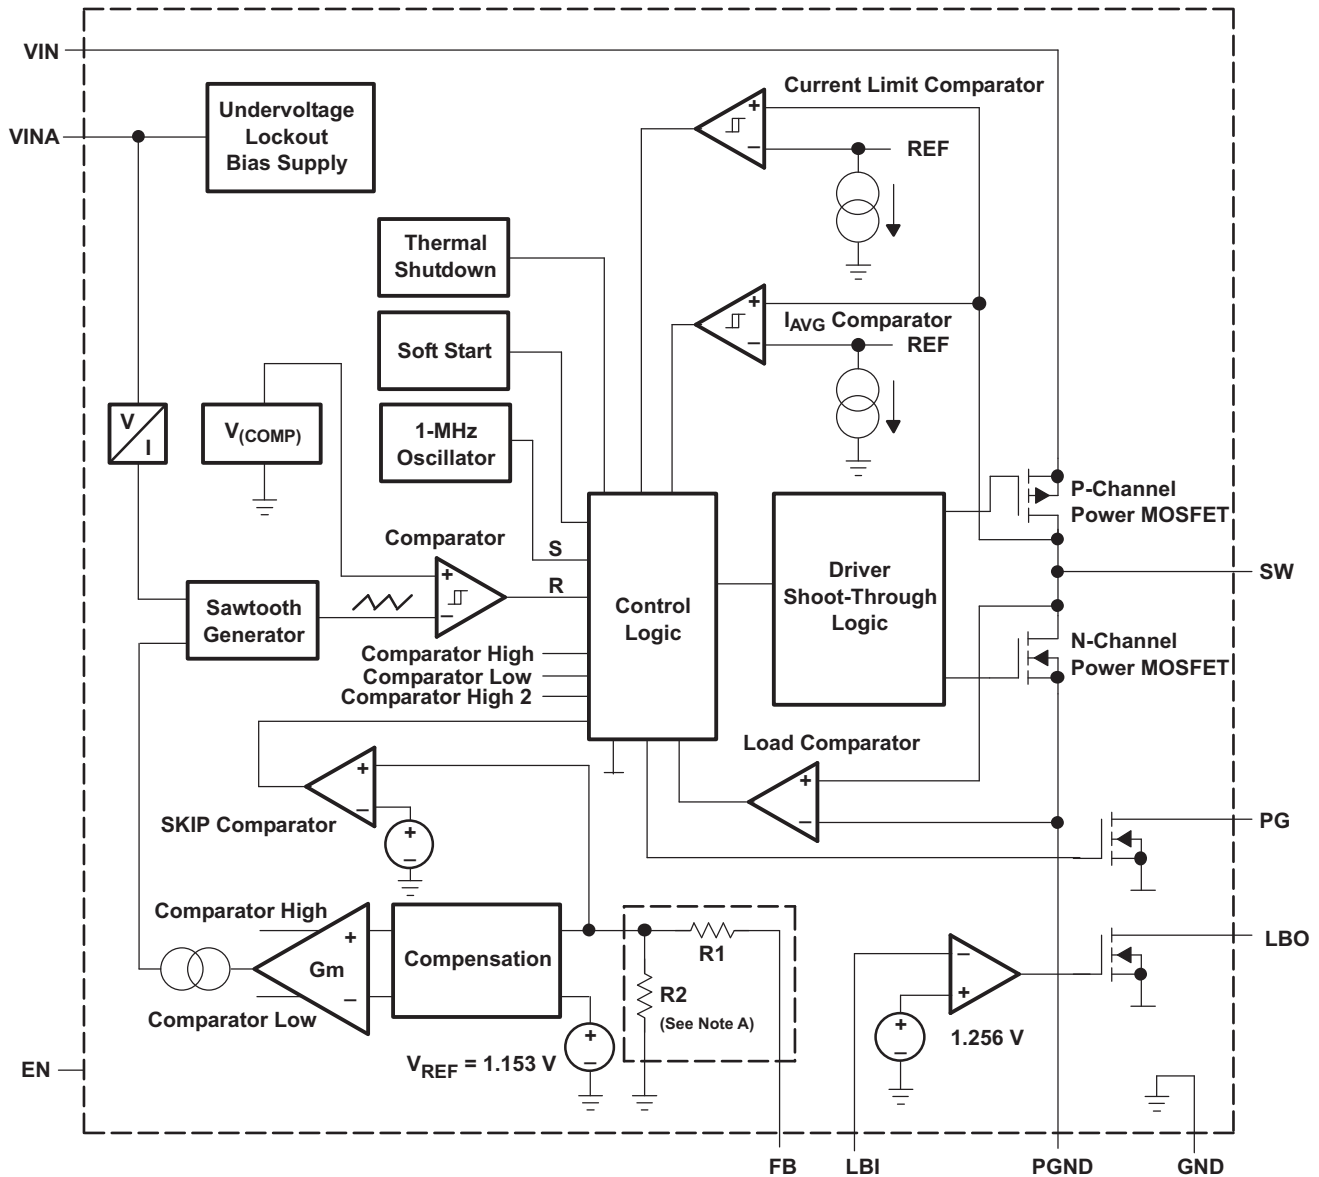 VIN
Current Limit Comparator
Undervoltage
Lockout
Bias Supply
VINA
+
−
REF
Thermal
Shutdown
+
−
IAVG Comparator
REF
Soft Start
V
I
V(COMP)
1-MHz
Oscillator
P-Channel
Power MOSFET
Comparator
+
−
S
R
Control
Logic
Driver
Shoot-Through
Logic
SW
Sawtooth
Generator
N-Channel
Power MOSFET
Comparator High
Comparator Low
Comparator High 2
Load Comparator
+
−
+
−
SKIP Comparator
+
−
PG
Comparator High
+
Gm
−
Comparator Low
Compensation
R1
R2
(See Note A)
VREF = 1.153 V
+
−
−
+
+
−
1.256 V
LBO
EN
FB
LBI
PGND
GND